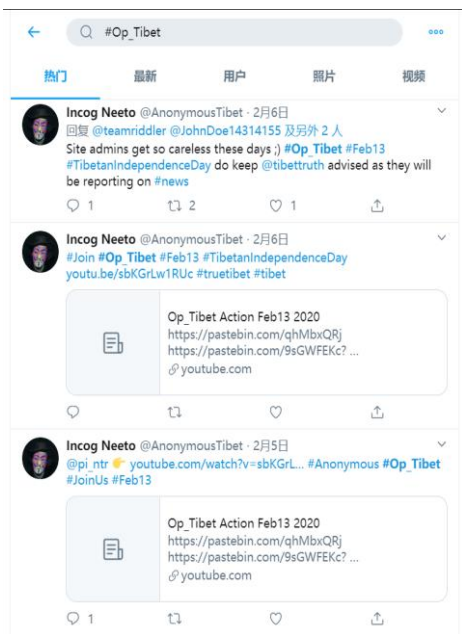 #Op_Tibet
热门 最新 用户 照片 视频
Incog Neeto @AnonymousTibet · 2月6日
回复 @teamriddler @JohnDoe14314155 及另外 2 人
Site admins get so careless these days ;) #Op_Tibet #Feb13
#TibetanIndependenceDay do keep @tibettruth advised as they will
be reporting on #news
1 2 1
Incog Neeto @AnonymousTibet · 2月6日
#Join #Op_Tibet #Feb13 #TibetanIndependenceDay
youtu.be/sbKGrLw1RUc #truetibet #tibet
Op_Tibet Action Feb13 2020
https://pastebin.com/qhMbxQRj
https://pastebin.com/9sGWFEKc? ...
youtube.com
Incog Neeto @AnonymousTibet · 2月5日
@pi_ntr 👉 youtube.com/watch?v=sbKGrL... #Anonymous #Op_Tibet
#JoinUs #Feb13
Op_Tibet Action Feb13 2020
https://pastebin.com/qhMbxQRj
https://pastebin.com/9sGWFEKc? ...
youtube.com
1